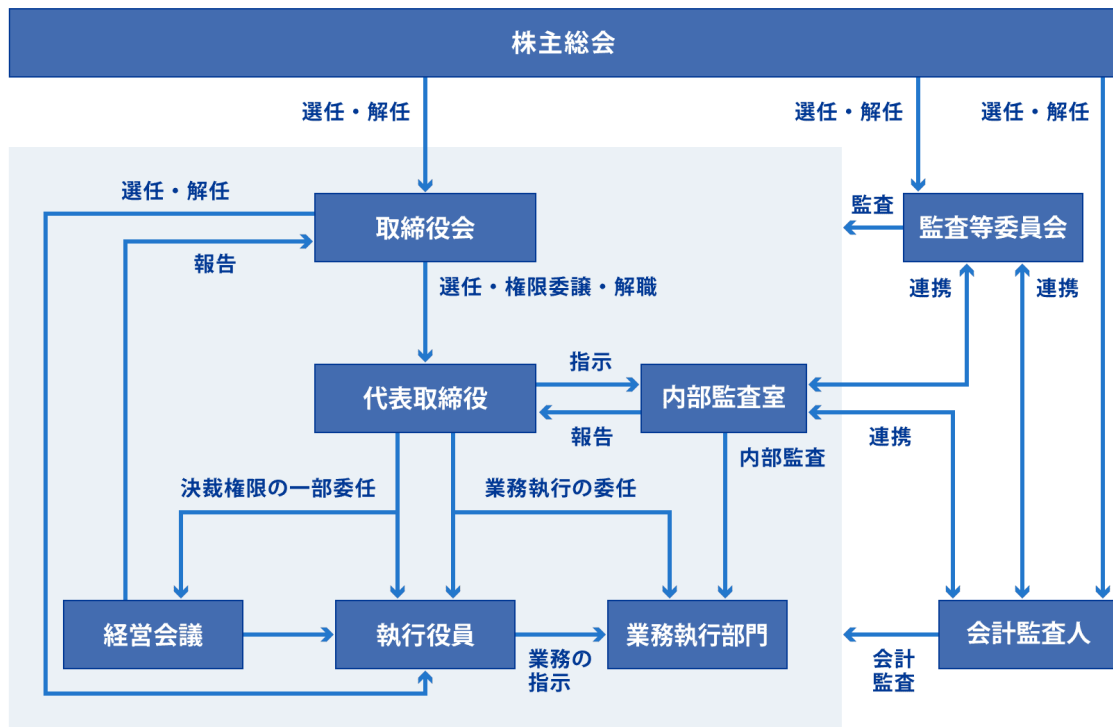 株主総会
選任・解任
選任・解任
選任・解任
選任・解任
取締役会
監査
監査等委員会
報告
選任・権限委譲・解職
連携
連携
指示
代表取締役
内部監査室
報告
連携
内部監査
決裁権限の一部委任
業務執行の委任
経営会議
執行役員
業務執行部門
会計監査人
業務の
指示
会計
監査